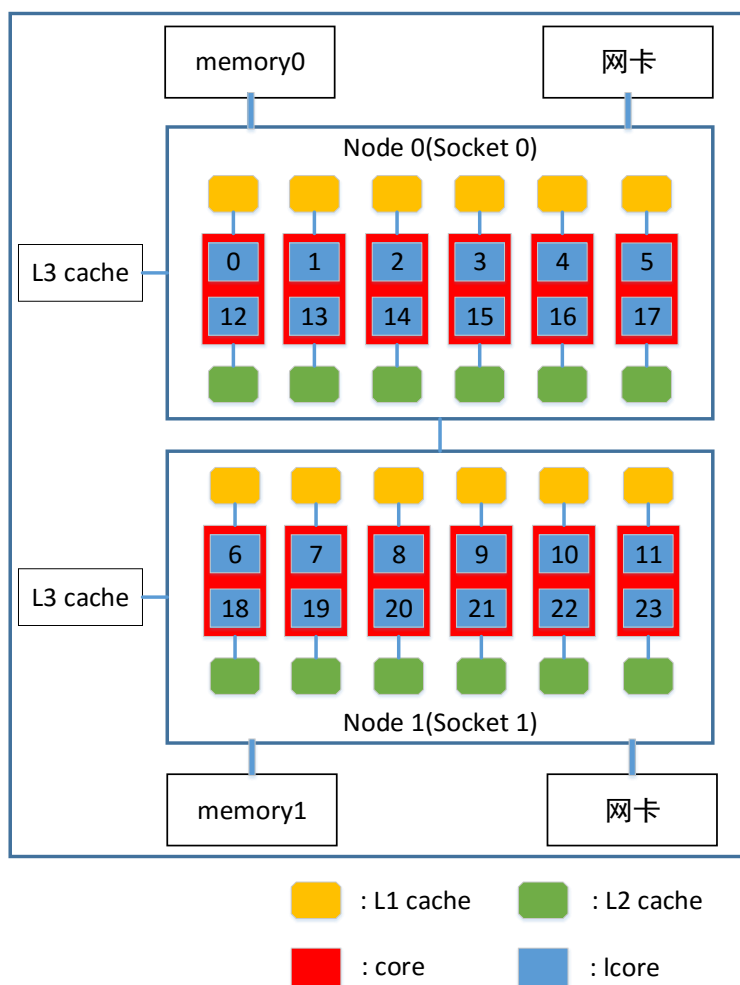 memory0
网卡
Node 0(Socket 0)
L3 cache
0 1 2 3 4 5
12 13 14 15 16 17
6 7 8 9 10 11
L3 cache
18 19 20 21 22 23
Node 1(Socket 1)
memory1
网卡
: L1 cache
: L2 cache
: core
: lcore